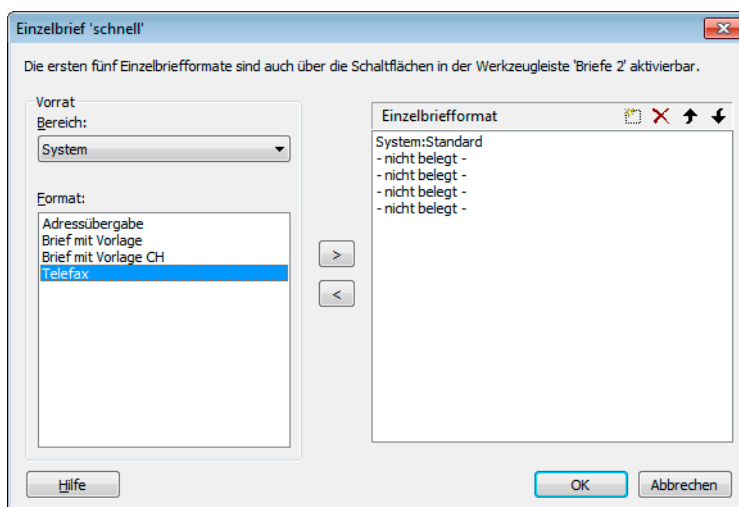 Einzelbrief 'schnell'
Die ersten fünf Einzelbriefformate sind auch über die Schaltflächen in der Werkzeugleiste 'Briefe 2' aktivierbar.
Vorrat
Bereich:
System
Format:
Adressübergabe
Brief mit Vorlage
Brief mit Vorlage CH
Telefax
>
<
Einzelbriefformat
System:Standard
- nicht belegt -
- nicht belegt -
- nicht belegt -
- nicht belegt -
Hilfe
OK
Abbrechen